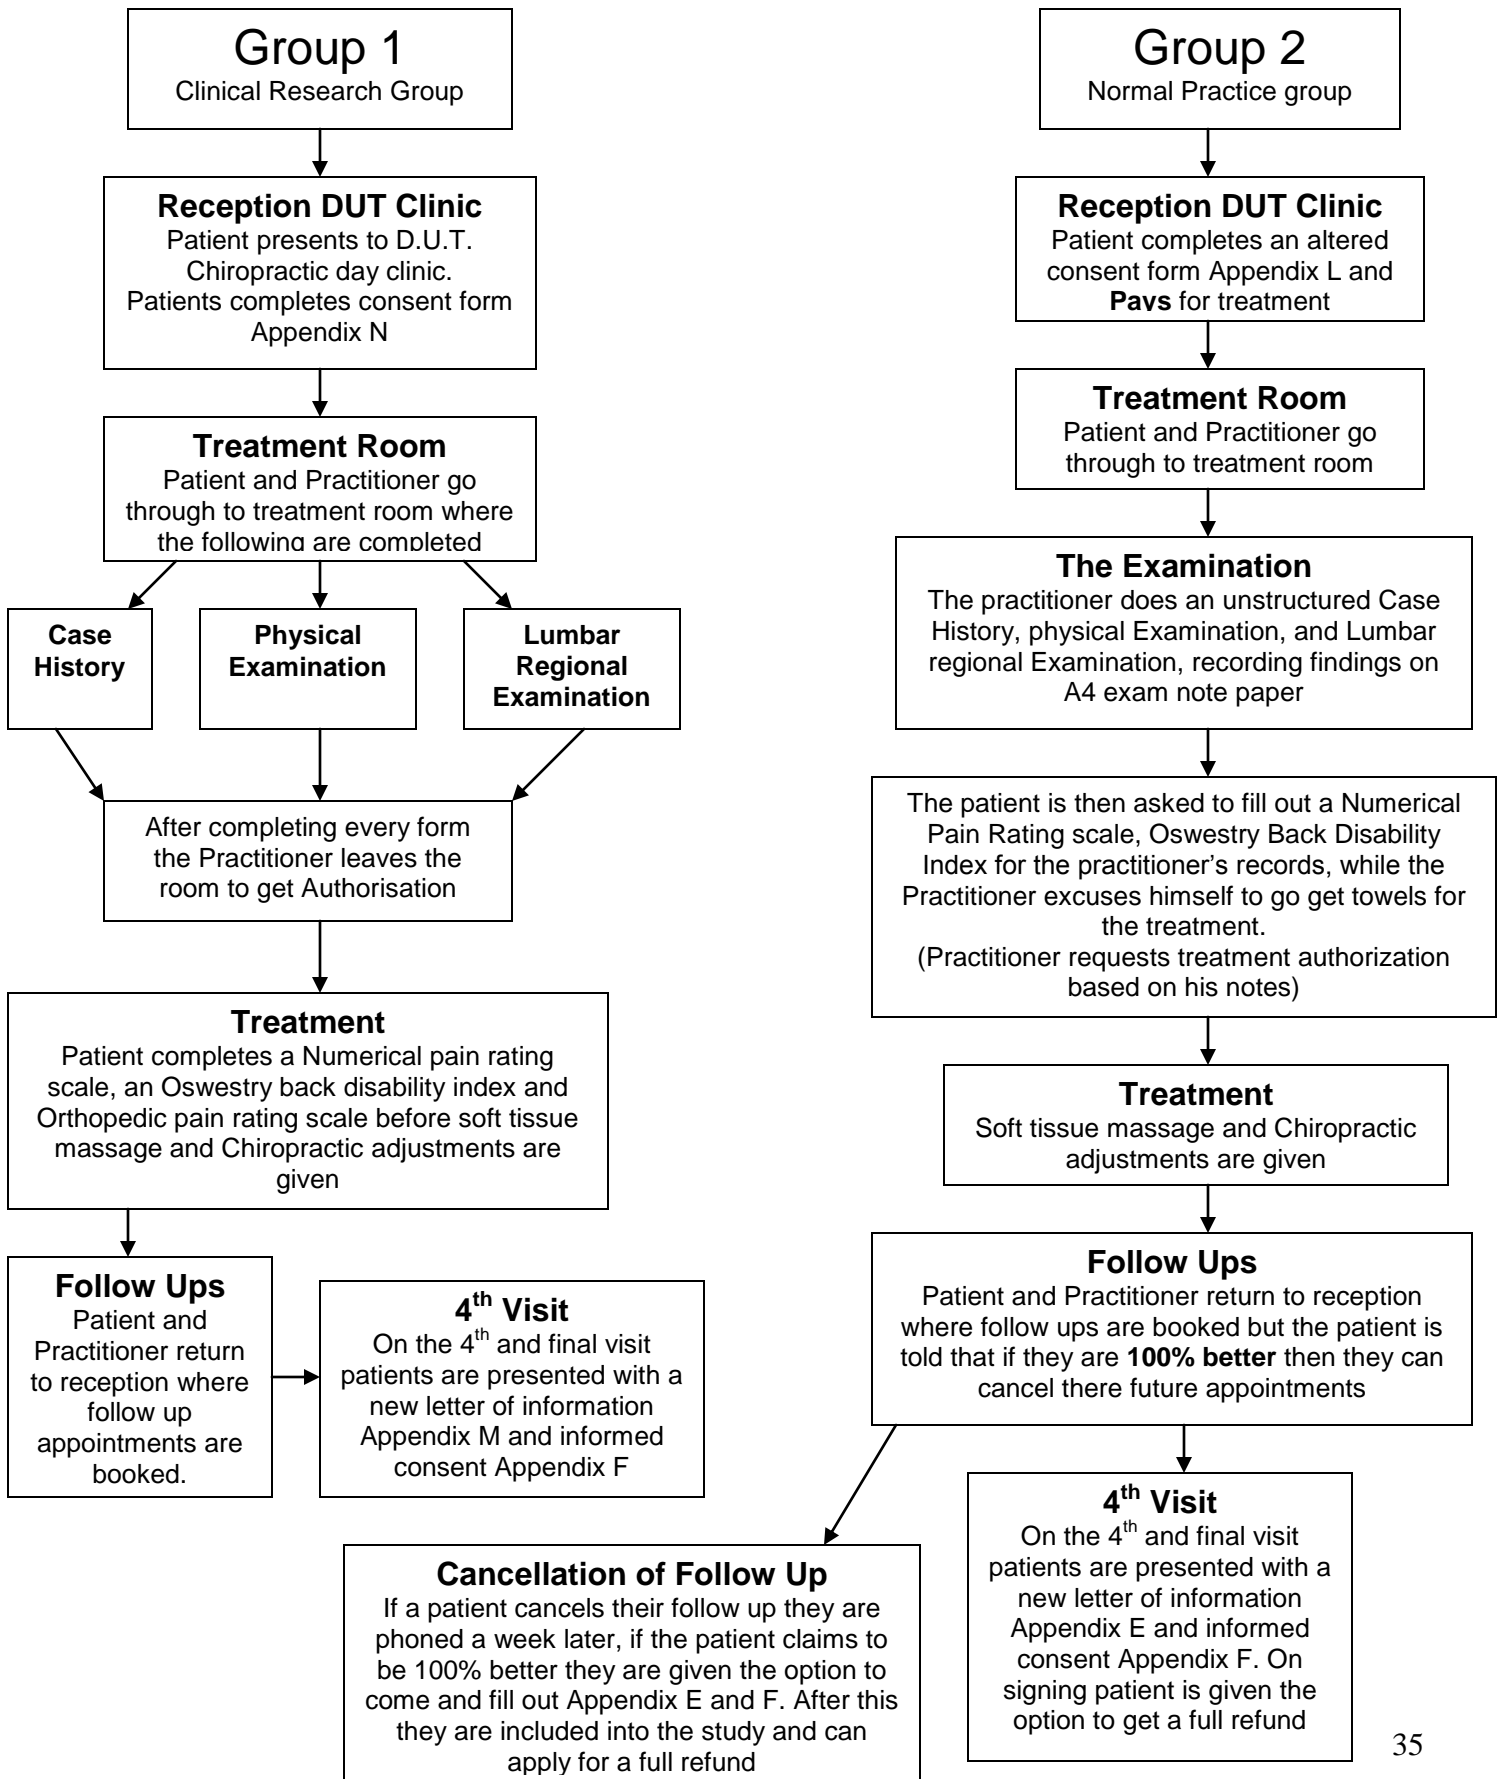 Group 1
Clinical Research Group
Reception DUT Clinic
Patient presents to D.U.T.
Chiropractic day clinic.
Patients completes consent form
Appendix N
Treatment Room
Patient and Practitioner go
through to treatment room where
the following are completed
Case
History
Physical
Examination
Lumbar
Regional
Examination
After completing every form
the Practitioner leaves the
room to get Authorisation
Treatment
Patient completes a Numerical pain rating
scale, an Oswestry back disability index and
Orthopedic pain rating scale before soft tissue
massage and Chiropractic adjustments are
given
Follow Ups
Patient and
Practitioner return
to reception where
follow up
appointments are
booked.
4th Visit
On the 4th and final visit
patients are presented with a
new letter of information
Appendix M and informed
consent Appendix F
Group 2
Normal Practice group
Reception DUT Clinic
Patient completes an altered
consent form Appendix L and
Pays for treatment
Treatment Room
Patient and Practitioner go
through to treatment room
The Examination
The practitioner does an unstructured Case
History, physical Examination, and Lumbar
regional Examination, recording findings on
A4 exam note paper
The patient is then asked to fill out a Numerical
Pain Rating scale, Oswestry Back Disability
Index for the practitioner’s records, while the
Practitioner excuses himself to go get towels for
the treatment.
(Practitioner requests treatment authorization
based on his notes)
Treatment
Soft tissue massage and Chiropractic
adjustments are given
Follow Ups
Patient and Practitioner return to reception
where follow ups are booked but the patient is
told that if they are 100% better then they can
cancel there future appointments
Cancellation of Follow Up
If a patient cancels their follow up they are
phoned a week later, if the patient claims to
be 100% better they are given the option to
come and fill out Appendix E and F. After this
they are included into the study and can
apply for a full refund
4th Visit
On the 4th and final visit
patients are presented with a
new letter of information
Appendix E and informed
consent Appendix F. On
signing patient is given the
option to get a full refund
35